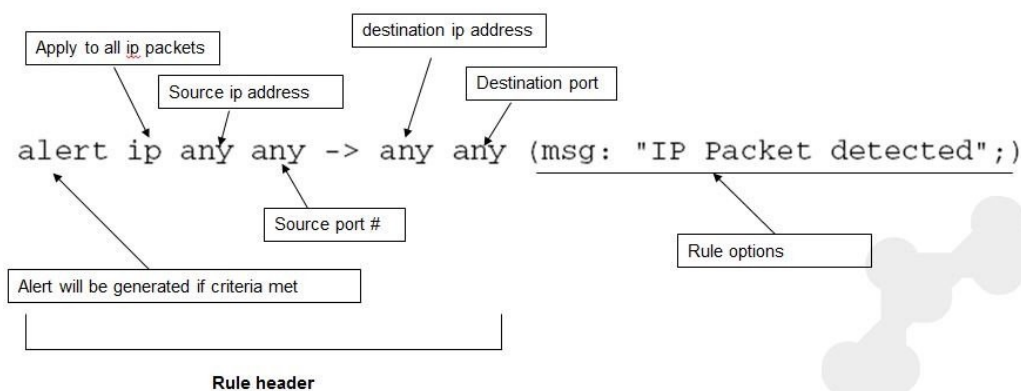 destination ip address
Apply to all ip packets
Source ip address
Destination port
alert ip any any -> any any (msg: "IP Packet detected";)
Source port #
Rule options
Alert will be generated if criteria met
Rule header